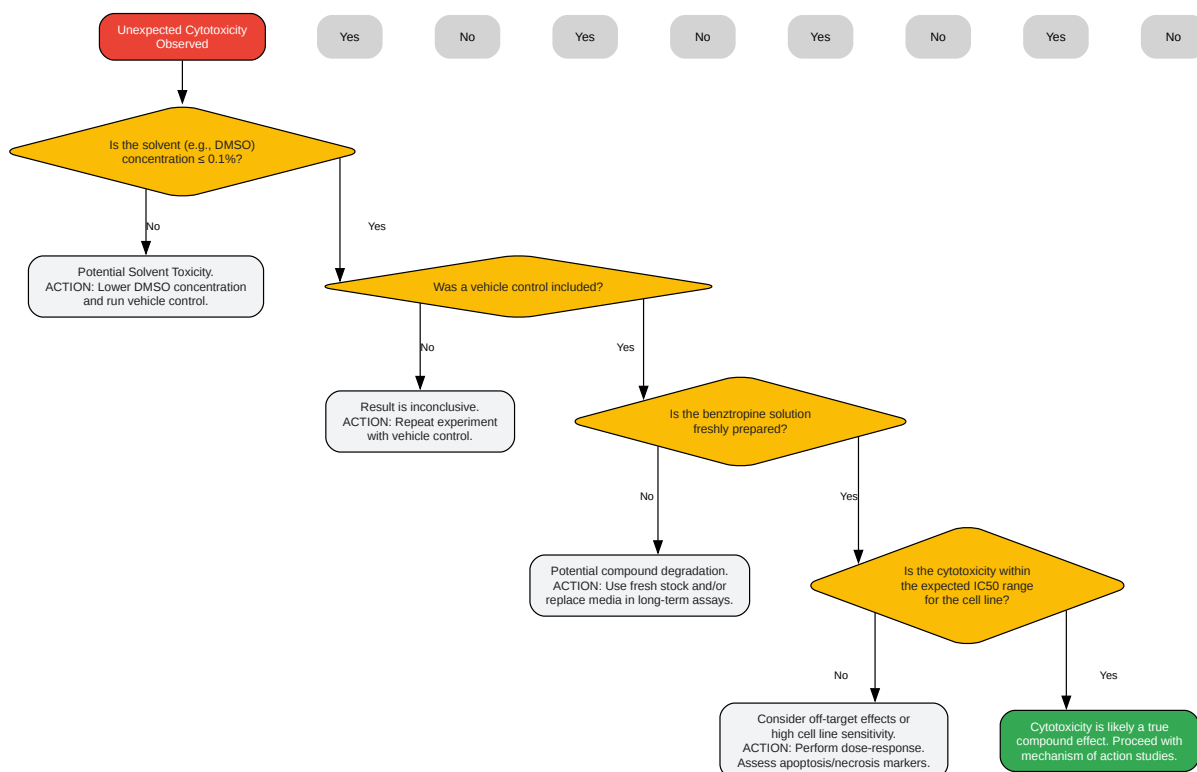 Unexpected Cytotoxicity
Observed
Yes
No
Yes
No
Yes
No
Yes
No
Is the solvent (e.g., DMSO)
concentration ≤ 0.1%?
No
Yes
Potential Solvent Toxicity.
ACTION: Lower DMSO concentration
and run vehicle control.
Was a vehicle control included?
No
Yes
Result is inconclusive.
ACTION: Repeat experiment
with vehicle control.
Is the benztropine solution
freshly prepared?
No
Yes
Potential compound degradation.
ACTION: Use fresh stock and/or
replace media in long-term assays.
Is the cytotoxicity within
the expected IC50 range
for the cell line?
No
Yes
Consider off-target effects or
high cell line sensitivity.
ACTION: Perform dose-response.
Assess apoptosis/necrosis markers.
Cytotoxicity is likely a true
compound effect. Proceed with
mechanism of action studies.